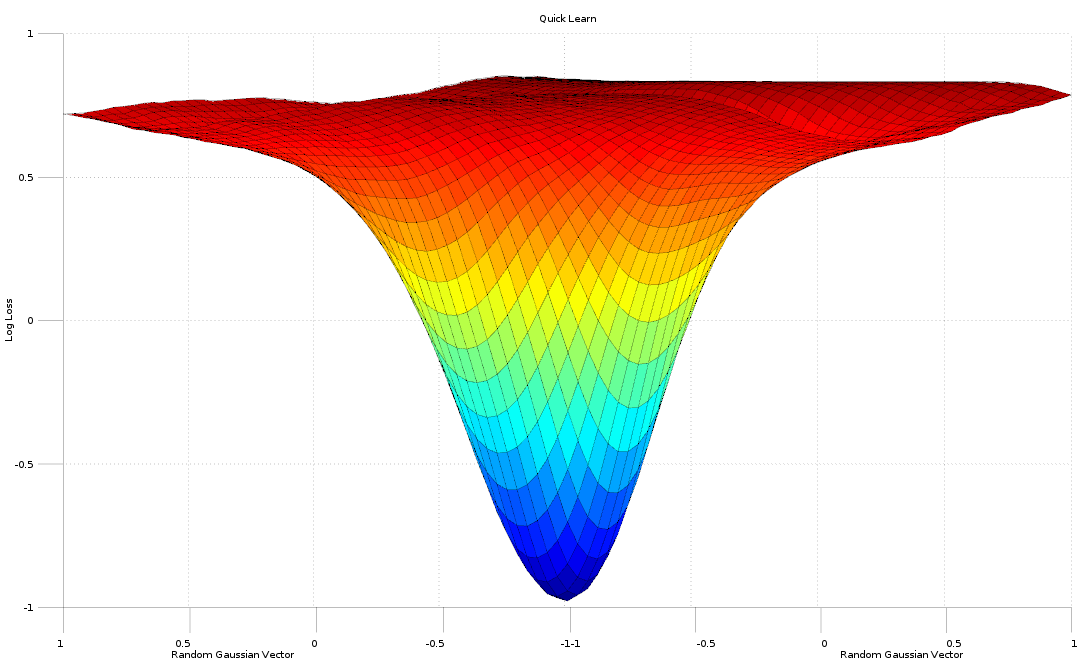 Quick Learn
1
0.5
0
-0.5
-1
Log Loss
1 0.5 0 -0.5 -1-1 -0.5 0 0.5 1
Random Gaussian Vector Random Gaussian Vector